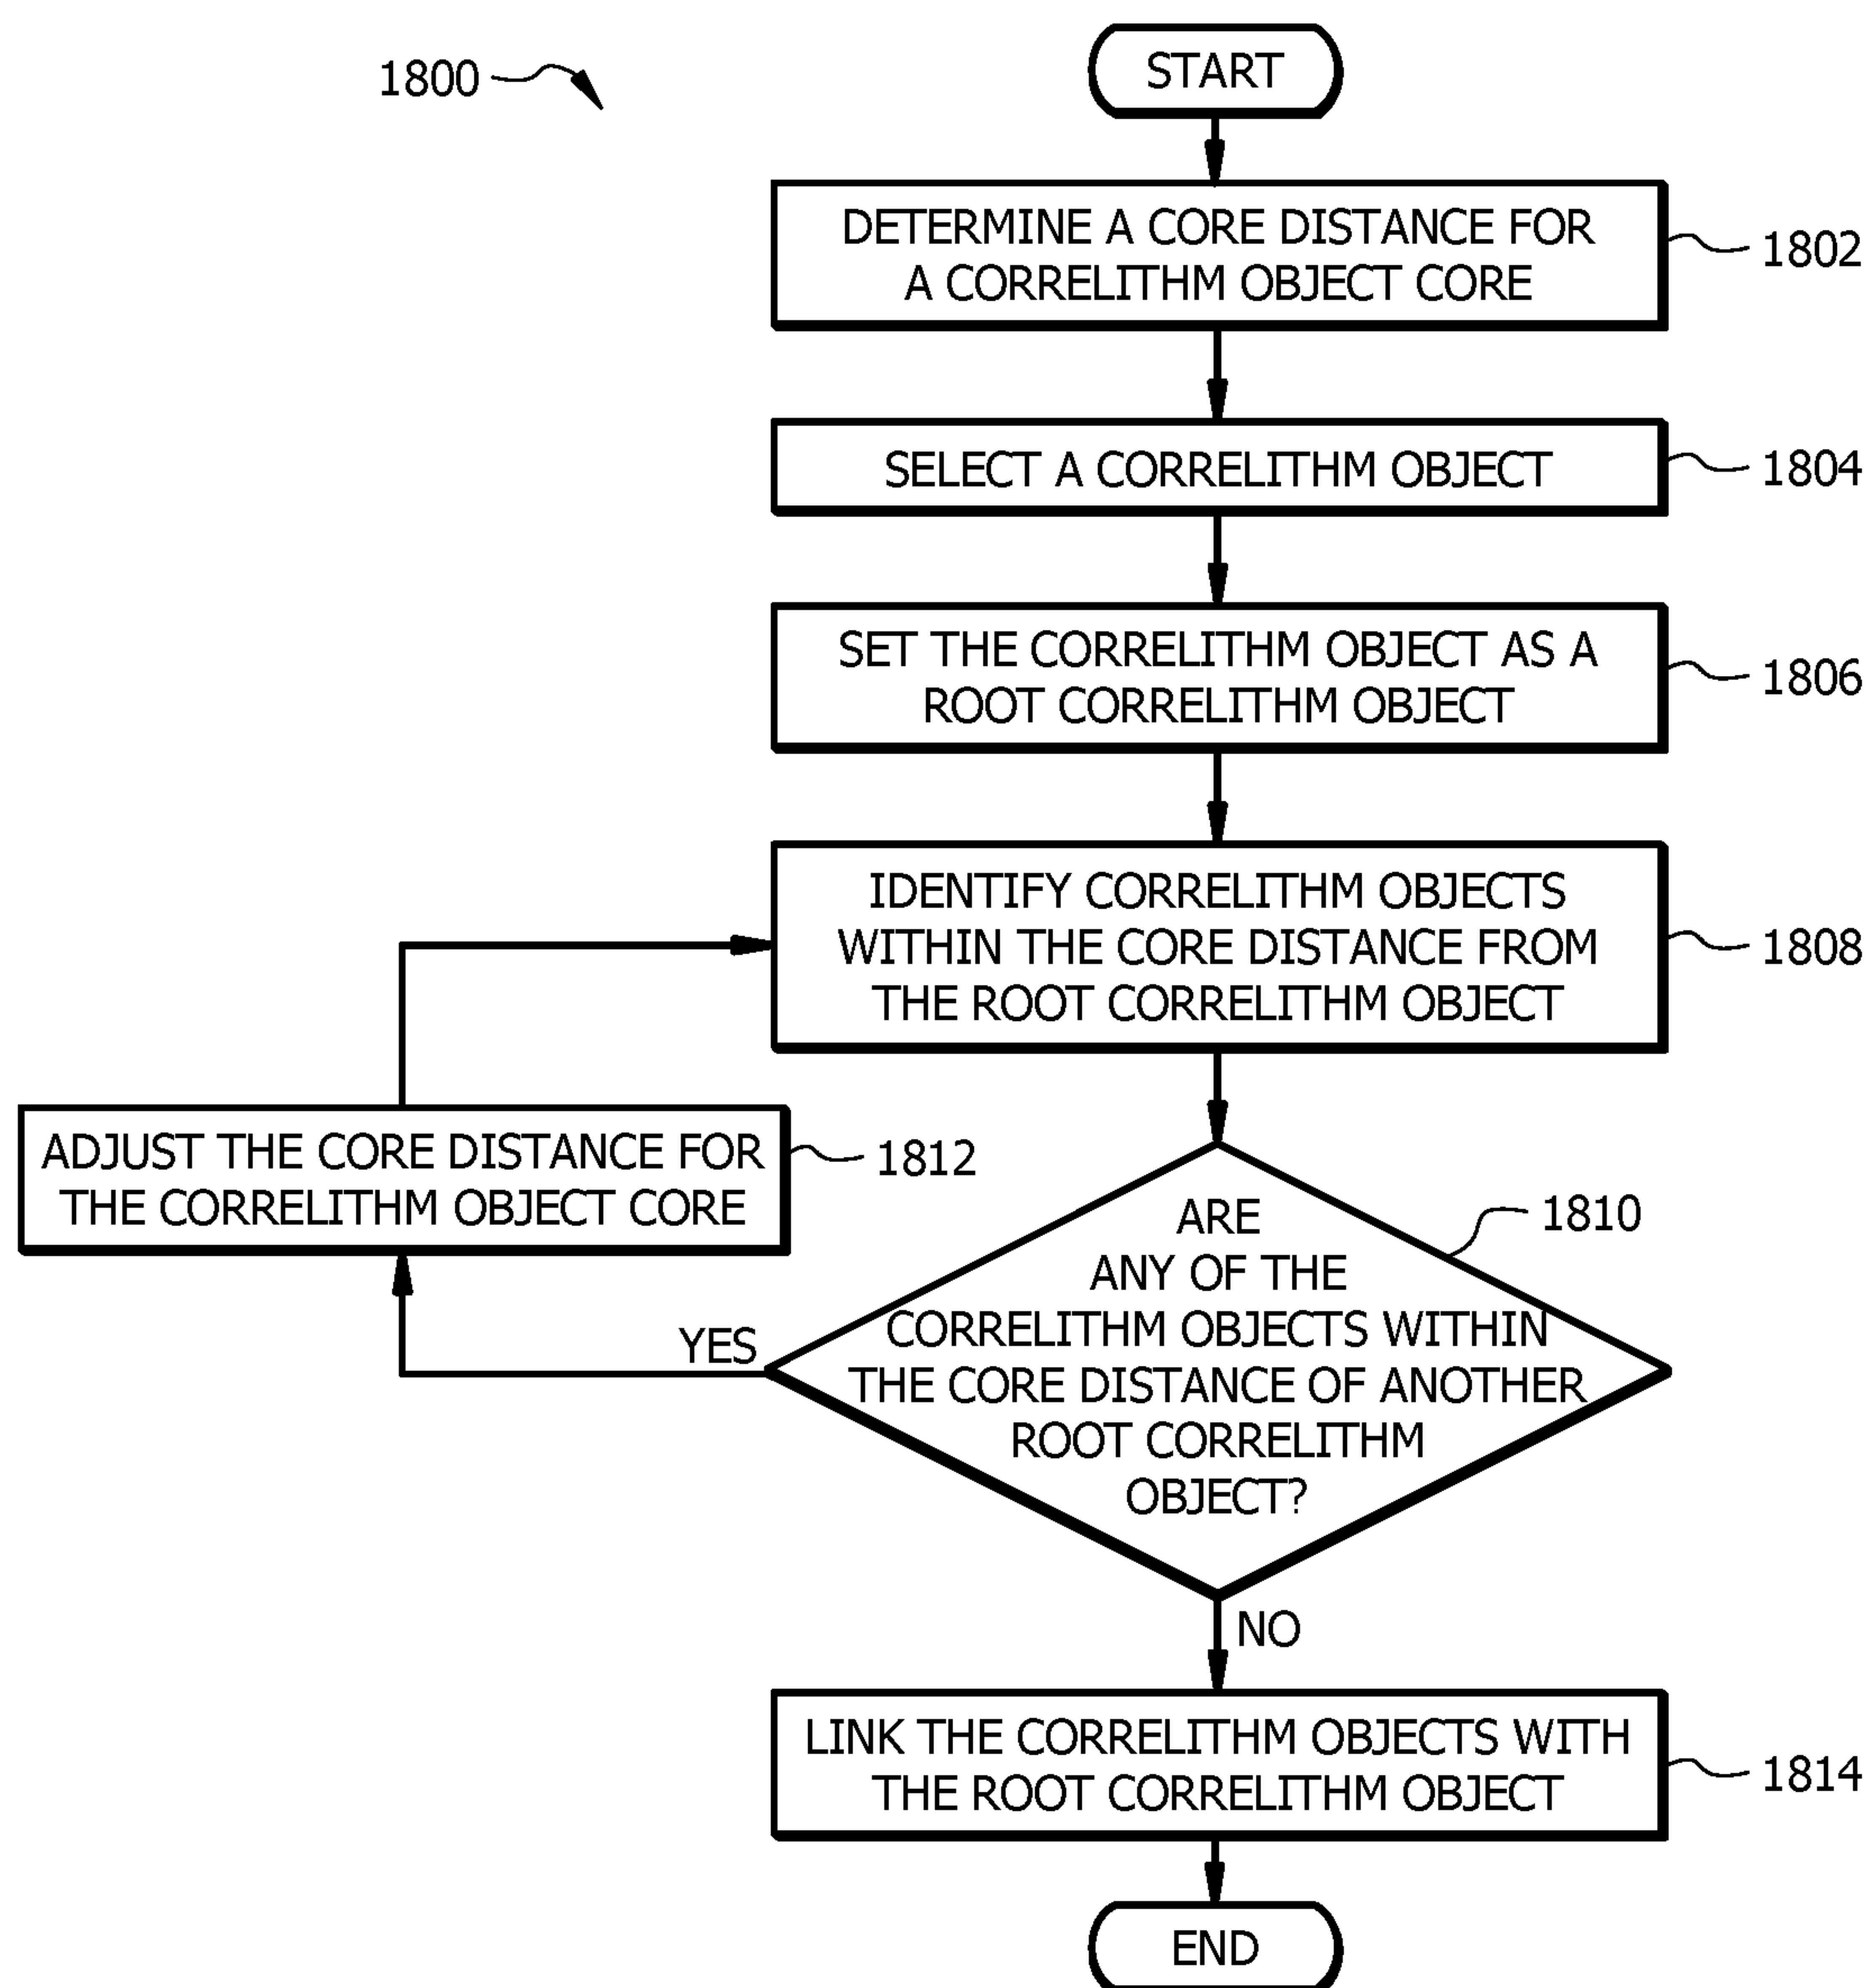 1800
START
DETERMINE A CORE DISTANCE FOR
A CORRELITHM OBJECT CORE
1802
SELECT A CORRELITHM OBJECT
1804
SET THE CORRELITHM OBJECT AS A
ROOT CORRELITHM OBJECT
1806
IDENTIFY CORRELITHM OBJECTS
WITHIN THE CORE DISTANCE FROM
THE ROOT CORRELITHM OBJECT
1808
ADJUST THE CORE DISTANCE FOR
THE CORRELITHM OBJECT CORE
1812
ARE
ANY OF THE
CORRELITHM OBJECTS WITHIN
THE CORE DISTANCE OF ANOTHER
ROOT CORRELITHM
OBJECT?
1810
YES
NO
LINK THE CORRELITHM OBJECTS WITH
THE ROOT CORRELITHM OBJECT
1814
END